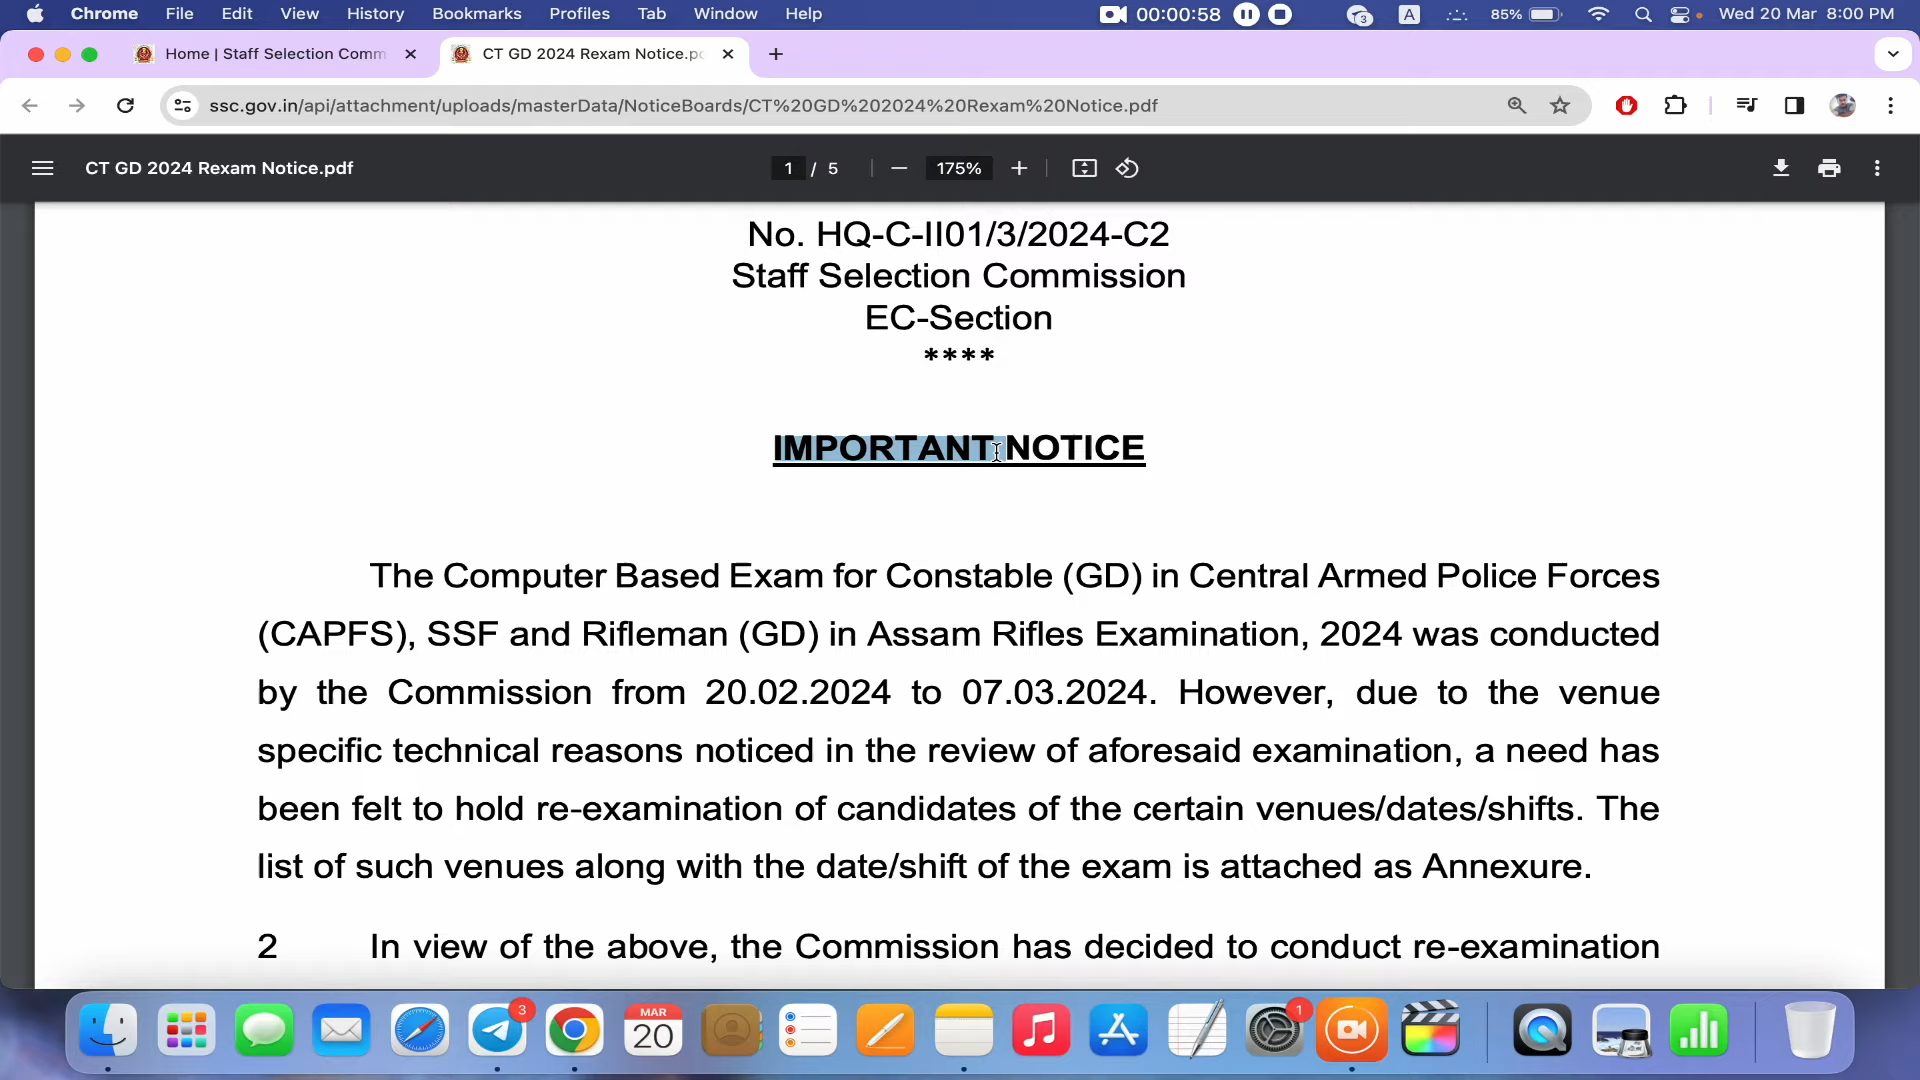 Chrome File Edit View History Bookmarks Profiles Tab Window Help 00:00:58 3 A 85% Wed 20 Mar 8:00 PM
Home | Staff Selection Comm CT GD 2024 Rexam Notice.pd
ssc.gov.in/api/attachment/uploads/masterData/NoticeBoards/CT%20GD%202024%20Rexam%20Notice.pdf
CT GD 2024 Rexam Notice.pdf 1 / 5 175%
No. HQ-C-II01/3/2024-C2
Staff Selection Commission
EC-Section
****
IMPORTANT NOTICE
The Computer Based Exam for Constable (GD) in Central Armed Police Forces
(CAPFS), SSF and Rifleman (GD) in Assam Rifles Examination, 2024 was conducted
by the Commission from 20.02.2024 to 07.03.2024. However, due to the venue
specific technical reasons noticed in the review of aforesaid examination, a need has
been felt to hold re-examination of candidates of the certain venues/dates/shifts. The
list of such venues along with the date/shift of the exam is attached as Annexure.
2 In view of the above, the Commission has decided to conduct re-examination
3 MAR 20 1